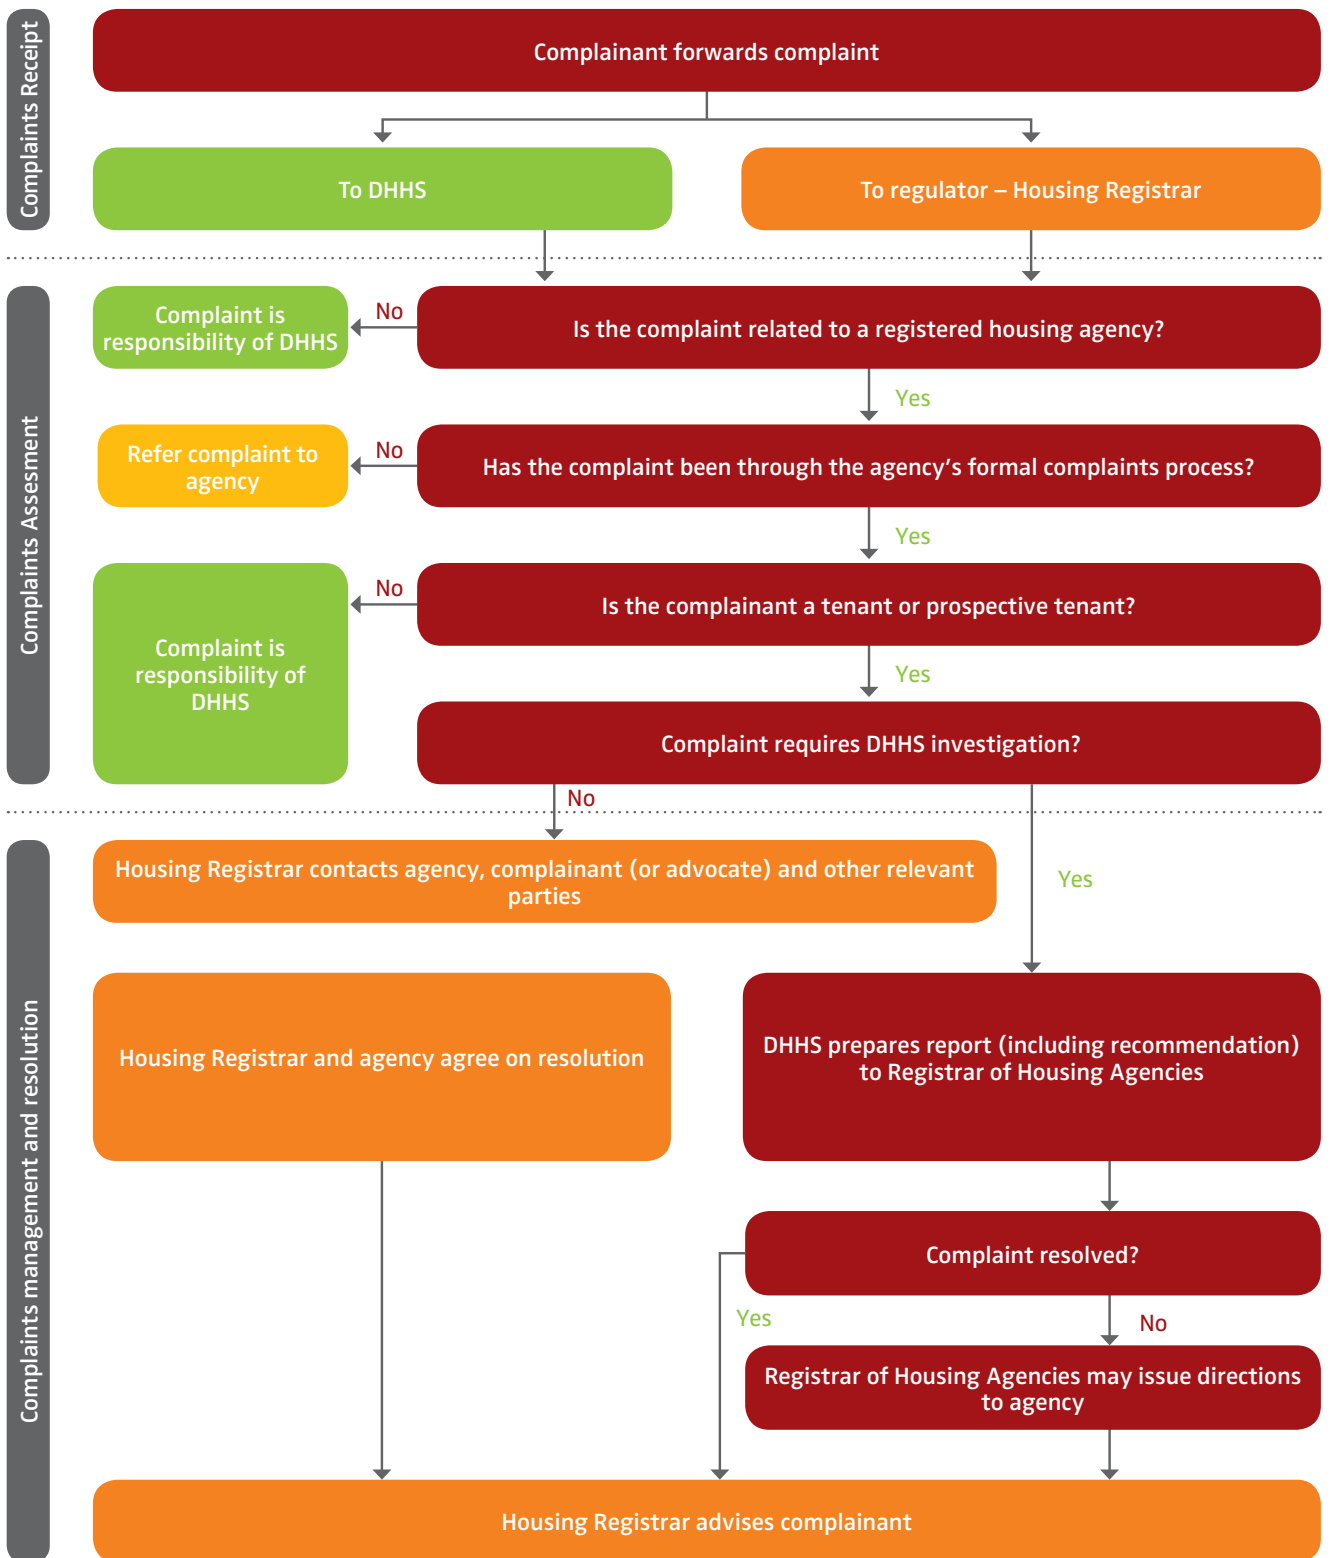 Complaints Receipt
Complainant forwards complaint
To DHHS
To regulator – Housing Registrar
Complaints Assesment
Complaint is
responsibility of DHHS
No
Is the complaint related to a registered housing agency?
Yes
Refer complaint to
agency
No
Has the complaint been through the agency’s formal complaints process?
Yes
Complaint is
responsibility of
DHHS
No
Is the complainant a tenant or prospective tenant?
Yes
Complaint requires DHHS investigation?
No
Yes
Complaints management and resolution
Housing Registrar contacts agency, complainant (or advocate) and other relevant
parties
Housing Registrar and agency agree on resolution
DHHS prepares report (including recommendation)
to Registrar of Housing Agencies
Complaint resolved?
Yes
No
Registrar of Housing Agencies may issue directions
to agency
Housing Registrar advises complainant